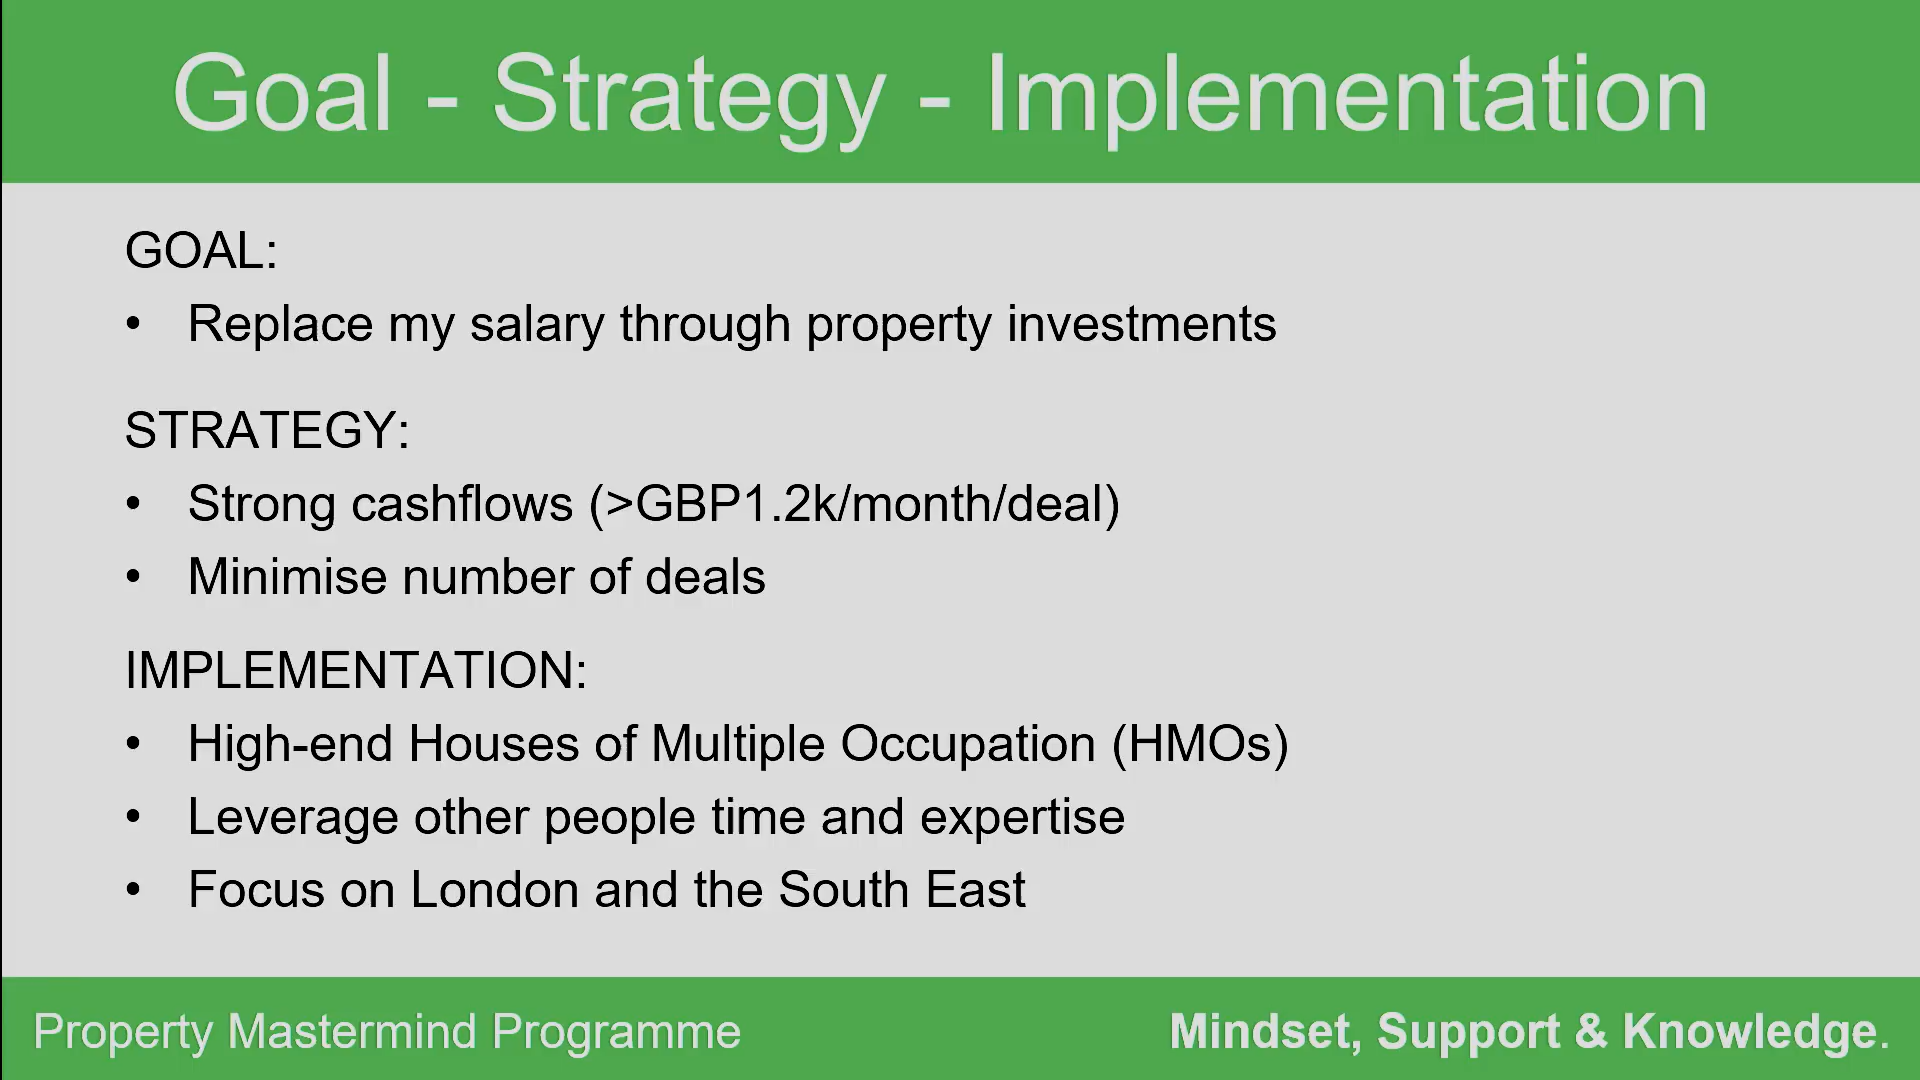 Goal - Strategy - Implementation
GOAL:
• Replace my salary through property investments
STRATEGY:
• Strong cashflows (>GBP1.2k/month/deal)
• Minimise number of deals
IMPLEMENTATION:
• High-end Houses of Multiple Occupation (HMOs)
• Leverage other people time and expertise
• Focus on London and the South East
Property Mastermind Programme
Mindset, Support & Knowledge.